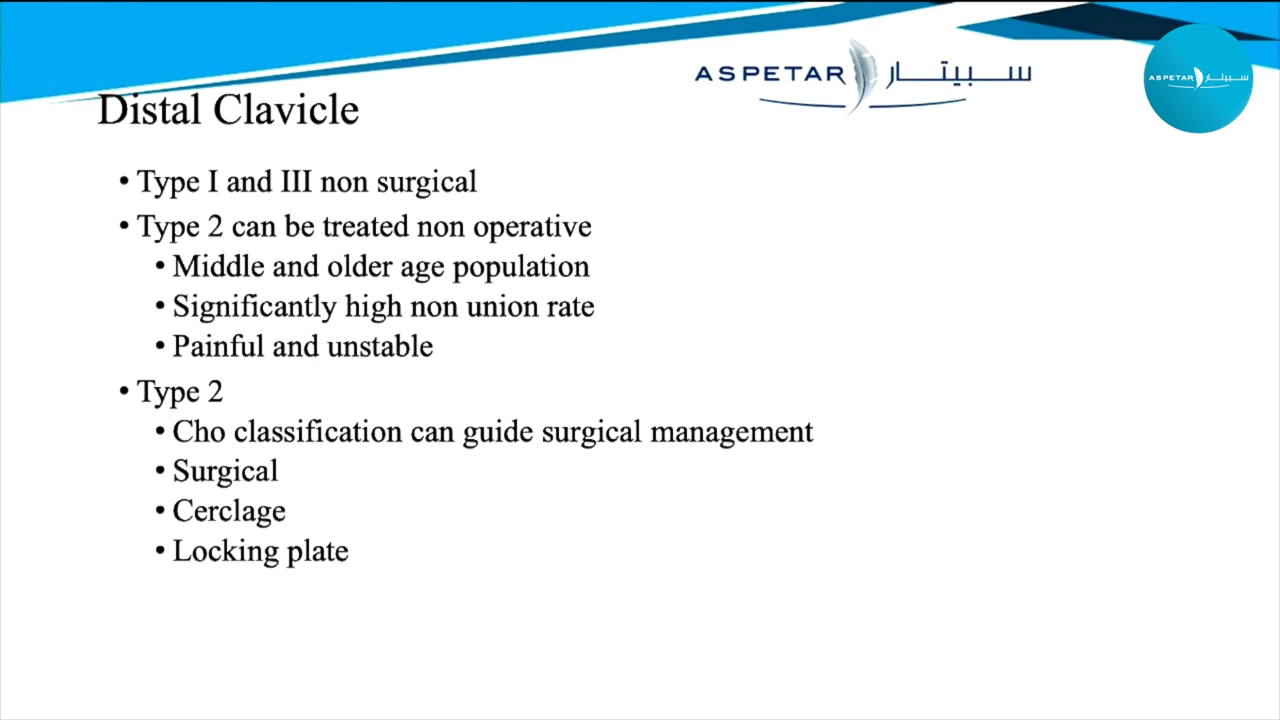 ASPETAR سبيتار
ASPETAR سبيتار
Distal Clavicle
• Type I and III non surgical
• Type 2 can be treated non operative
• Middle and older age population
• Significantly high non union rate
• Painful and unstable
• Type 2
• Cho classification can guide surgical management
• Surgical
• Cerclage
• Locking plate